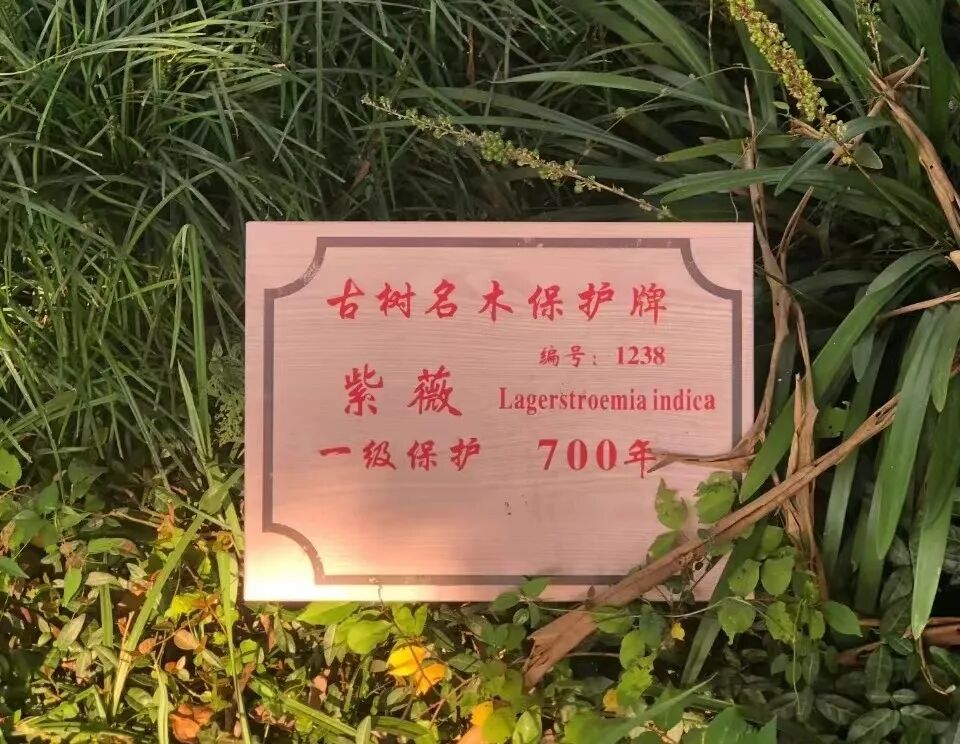 古树名木保护牌
编号：1238
紫薇 Lagerstroemia indica
一级保护 700年